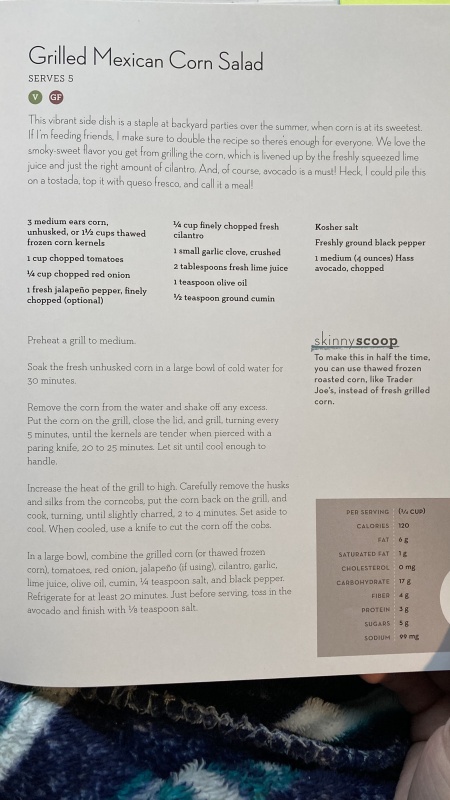 Grilled Mexican Corn Salad
SERVES 5
V GF
This vibrant side dish is a staple at backyard parties over the summer, when corn is at its sweetest.
If I'm feeding friends, I make sure to double the recipe so there's enough for everyone. We love the
smoky-sweet flavor you get from grilling the corn, which is livened up by the freshly squeezed lime
juice and just the right amount of cilantro. And, of course, avocado is a must! Heck, I could pile this
on a tostada, top it with queso fresco, and call it a meal!
3 medium ears corn,
unhusked, or 1½ cups thawed
frozen corn kernels
1 cup chopped tomatoes
¼ cup chopped red onion
1 fresh jalapeño pepper, finely
chopped (optional)
¼ cup finely chopped fresh
cilantro
1 small garlic clove, crushed
2 tablespoons fresh lime juice
1 teaspoon olive oil
½ teaspoon ground cumin
Kosher salt
Freshly ground black pepper
1 medium (4 ounces) Hass
avocado, chopped
Preheat a grill to medium.
Soak the fresh unhusked corn in a large bowl of cold water for
30 minutes.
Remove the corn from the water and shake off any excess.
Put the corn on the grill, close the lid, and grill, turning every
5 minutes, until the kernels are tender when pierced with a
paring knife, 20 to 25 minutes. Let sit until cool enough to
handle.
Increase the heat of the grill to high. Carefully remove the husks
and silks from the corncobs, put the corn back on the grill, and
cook, turning, until slightly charred, 2 to 4 minutes. Set aside to
cool. When cooled, use a knife to cut the corn off the cobs.
In a large bowl, combine the grilled corn (or thawed frozen
corn), tomatoes, red onion, jalapeño (if using), cilantro, garlic,
lime juice, olive oil, cumin, ¼ teaspoon salt, and black pepper.
Refrigerate for at least 20 minutes. Just before serving, toss in the
avocado and finish with ⅛ teaspoon salt.
skinnyscoop
To make this in half the time,
you can use thawed frozen
roasted corn, like Trader
Joe's, instead of fresh grilled
corn.
PER SERVING (¾ CUP)
CALORIES 120
FAT 6 g
SATURATED FAT 1 g
CHOLESTEROL 0 mg
CARBOHYDRATE 17 g
FIBER 4 g
PROTEIN 3 g
SUGARS 5 g
SODIUM 99 mg